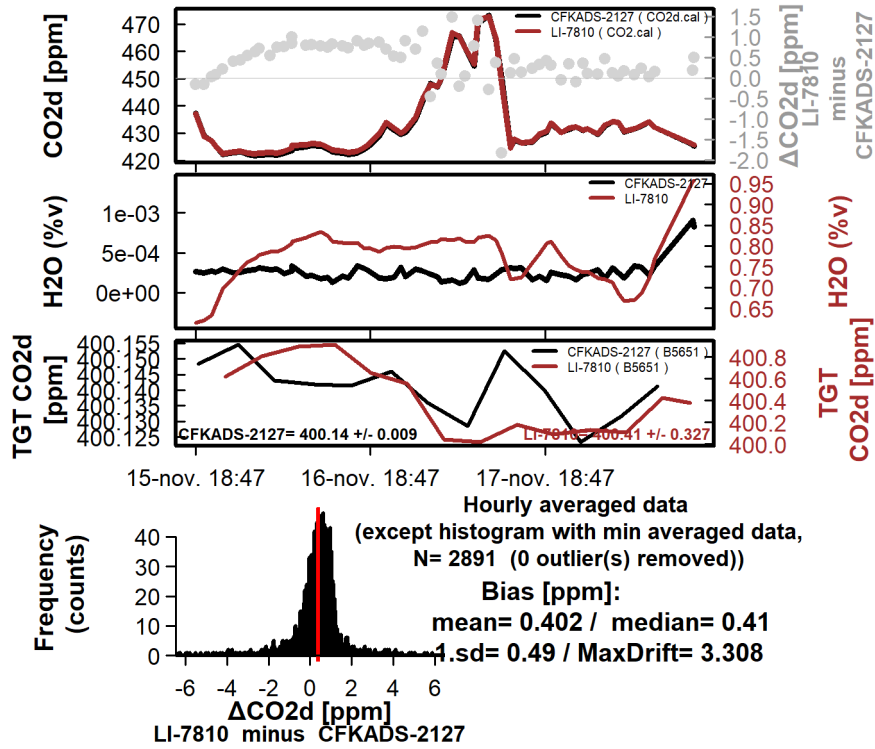 CO2d [ppm]
470
460
450
440
430
420
CFKADS-2127 ( CO2d.cal )
LI-7810 ( CO2.cal )
1.5
1.0
0.5
0.0
-0.5
-1.0
-1.5
-2.0
ΔCO2d [ppm]
LI-7810
minus
CFKADS-2127
H2O (%v)
1e-03
5e-04
0e+00
CFKADS-2127
LI-7810
0.95
0.90
0.85
0.80
0.75
0.70
0.65
H2O (%v)
TGT CO2d
[ppm]
400.155
400.150
400.145
400.140
400.135
400.130
400.125
CFKADS-2127 ( B5651 )
LI-7810 ( B5651 )
CFKADS-2127= 400.14 +/- 0.009
LI-7810= 400.41 +/- 0.327
400.8
400.6
400.4
400.2
400.0
TGT
CO2d [ppm]
15-nov. 18:47
16-nov. 18:47
17-nov. 18:47
Frequency
(counts)
40
30
20
10
0
-6 -4 -2 0 2 4 6
ΔCO2d [ppm]
LI-7810 minus CFKADS-2127
Hourly averaged data
(except histogram with min averaged data,
N= 2891 (0 outlier(s) removed))
Bias [ppm]:
mean= 0.402 / median= 0.41
1.sd= 0.49 / MaxDrift= 3.308